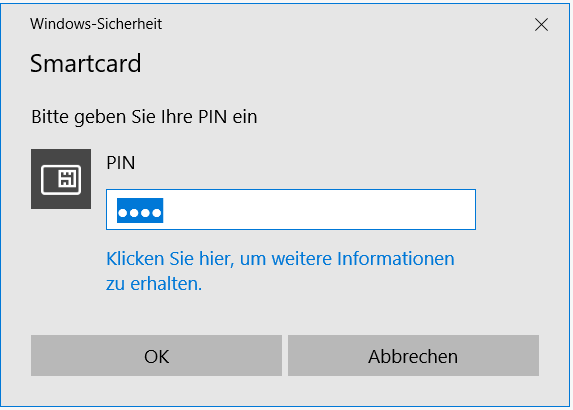 Windows-Sicherheit
Smartcard
Bitte geben Sie Ihre PIN ein
PIN
●●●●
Klicken Sie hier, um weitere Informationen
zu erhalten.
OK
Abbrechen